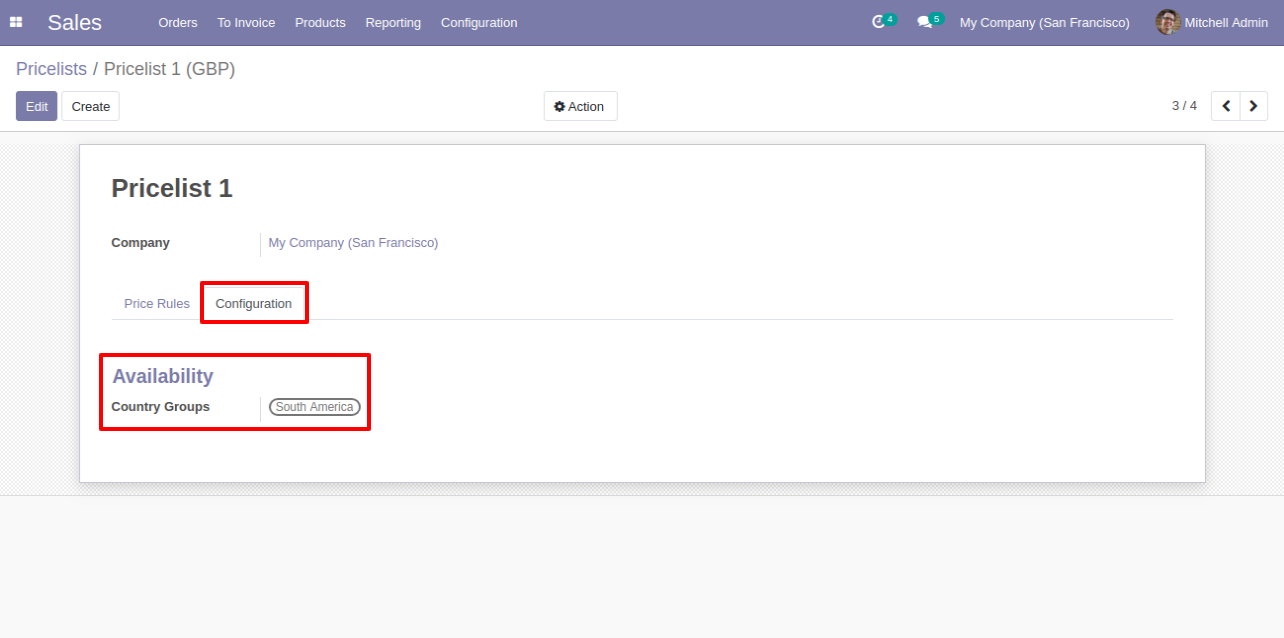 Sales Orders To Invoice Products Reporting Configuration 4 5 My Company (San Francisco) Mitchell Admin
Pricelists / Pricelist 1 (GBP)
Edit Create Action 3 / 4
Pricelist 1
Company My Company (San Francisco)
Price Rules Configuration
Availability
Country Groups South America